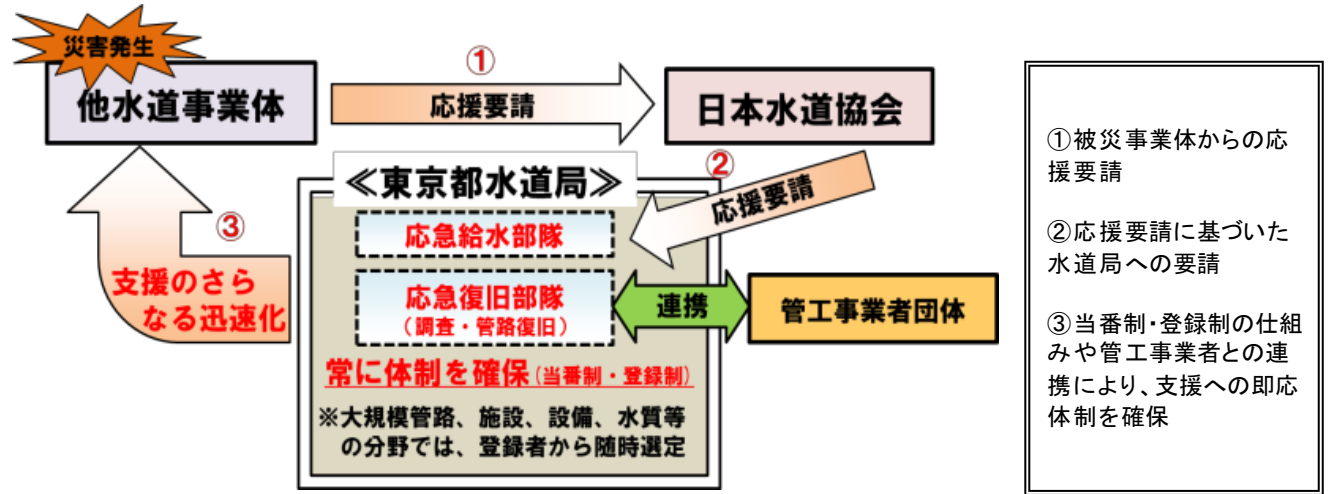 災害発生
他水道事業体
①
応援要請
日本水道協会
②
応援要請
≪東京都水道局≫
応急給水部隊
応急復旧部隊
（調査・管路復旧）
連携
管工事業者団体
常に体制を確保(当番制・登録制)
※大規模管路、施設、設備、水質等
の分野では、登録者から随時選定
③
支援のさら
なる迅速化
①被災事業体からの応
援要請
②応援要請に基づいた
水道局への要請
③当番制・登録制の仕組
みや管工事業者との連
携により、支援への即応
体制を確保